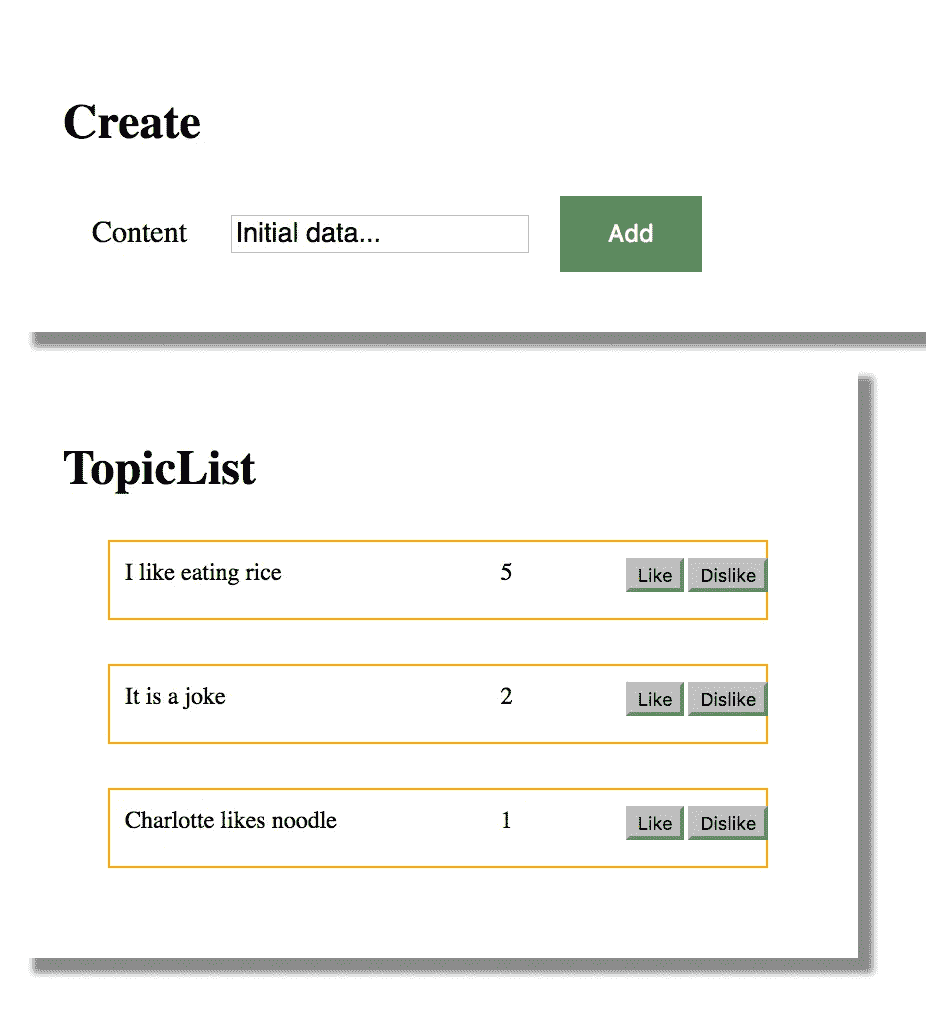 Create
Content Initial data... Add
TopicList
I like eating rice 5 Like Dislike
It is a joke 2 Like Dislike
Charlotte likes noodle 1 Like Dislike